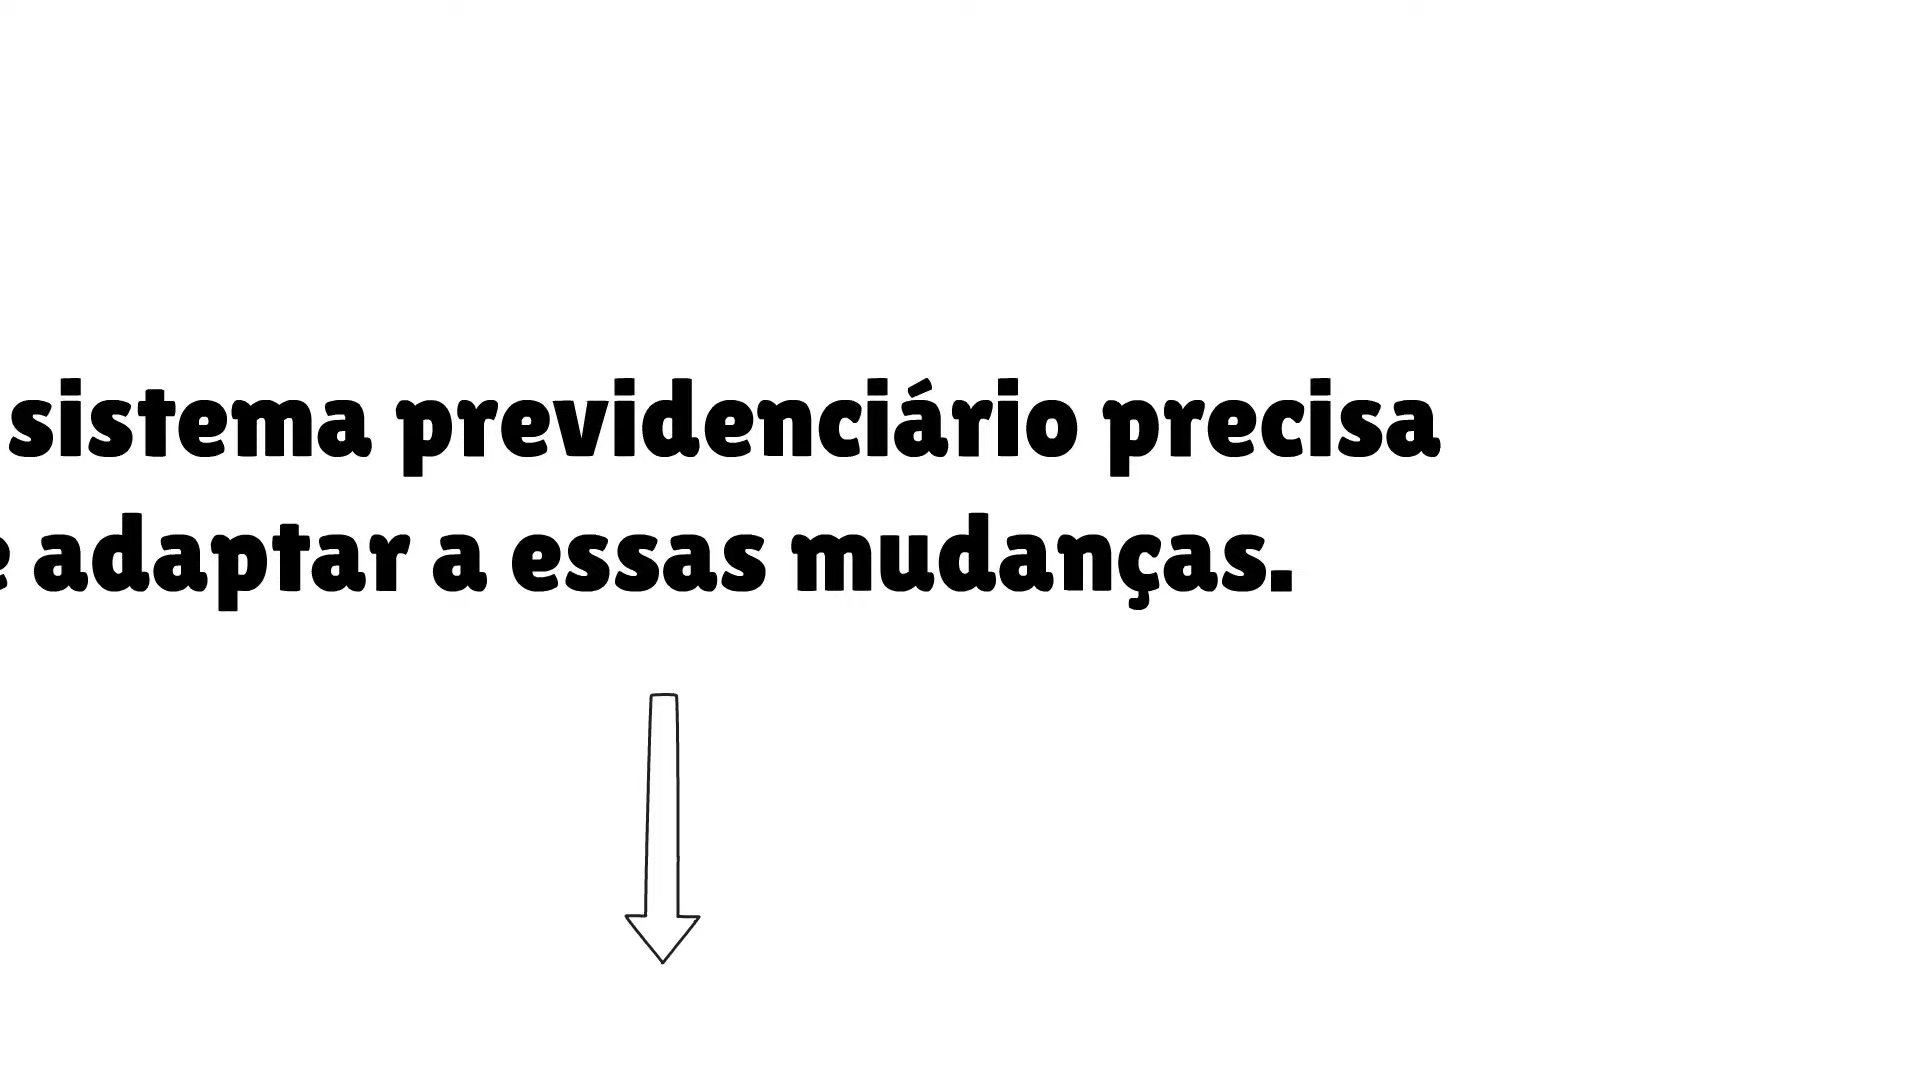 sistema previdenciário precisa
adaptar a essas mudanças.